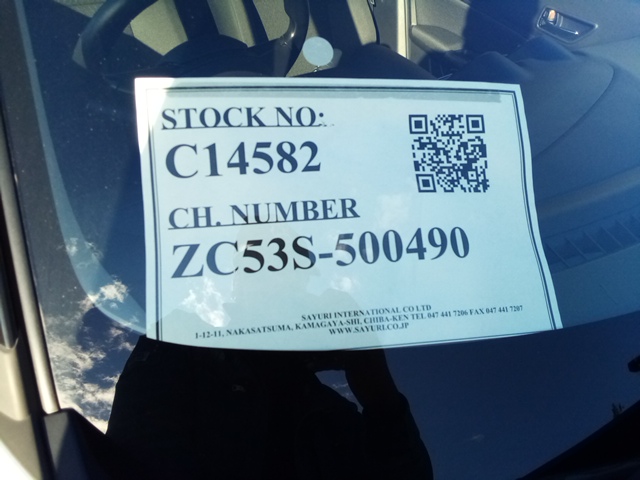 STOCK NO:
C14582
CH. NUMBER
ZC53S-500490
SAYURI INTERNATIONAL CO LTD
1-12-11, NAKASATSUMA, KAMAGAYA-SHI, CHIBA-KEN TEL 047 441 7206 FAX 047 441 7207
WWW.SAYURI.CO.JP